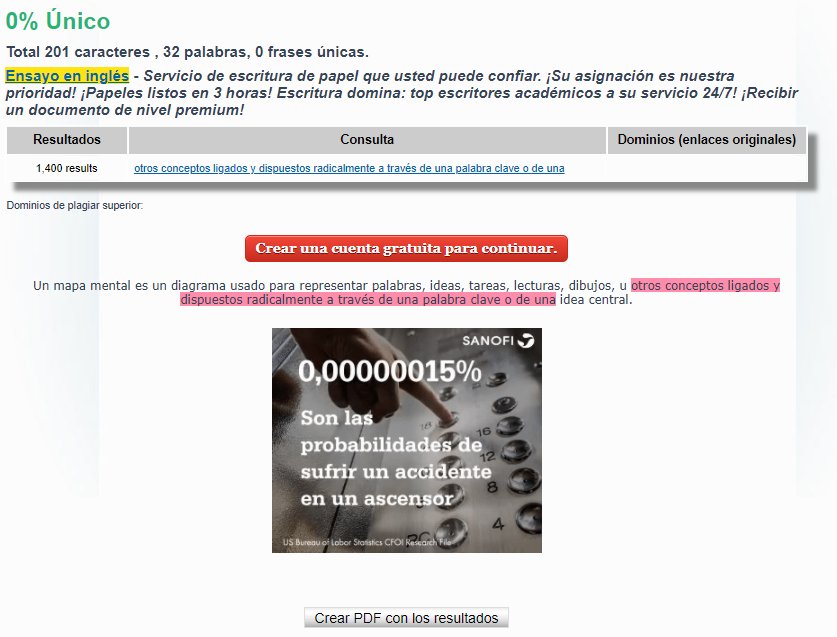 0% Único
Total 201 caracteres , 32 palabras, 0 frases únicas.
Ensayo en inglés - Servicio de escritura de papel que usted puede confiar. ¡Su asignación es nuestra
prioridad! ¡Papeles listos en 3 horas! Escritura domina: top escritores académicos a su servicio 24/7! ¡Recibir
un documento de nivel premium!
Resultados Consulta Dominios (enlaces originales)
1,400 results otros conceptos ligados y dispuestos radicalmente a través de una palabra clave o de una
Dominios de plagiar superior:
Crear una cuenta gratuita para continuar.
Un mapa mental es un diagrama usado para representar palabras, ideas, tareas, lecturas, dibujos, u otros conceptos ligados y
dispuestos radicalmente a través de una palabra clave o de una idea central.
SANOFI
0,00000015%
Son las
probabilidades de
sufrir un accidente
en un ascensor
16
12
8
4
US Bureau of Labor Statistics CFOI Research File
Crear PDF con los resultados